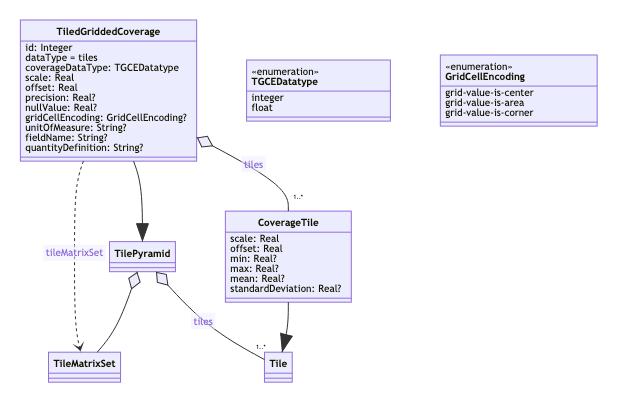 TiledGriddedCoverage
id: Integer
dataType = tiles
coverageDataType: TGCEDatatype
scale: Real
offset: Real
precision: Real?
nullValue: Real?
gridCellEncoding: GridCellEncoding?
unitOfMeasure: String?
fieldName: String?
quantityDefinition: String?
«enumeration»
TGCEDatatype
integer
float
«enumeration»
GridCellEncoding
grid-value-is-center
grid-value-is-area
grid-value-is-corner
tiles
1..*
CoverageTile
scale: Real
offset: Real
min: Real?
max: Real?
mean: Real?
standardDeviation: Real?
tileMatrixSet
TilePyramid
tiles
1..*
TileMatrixSet
Tile